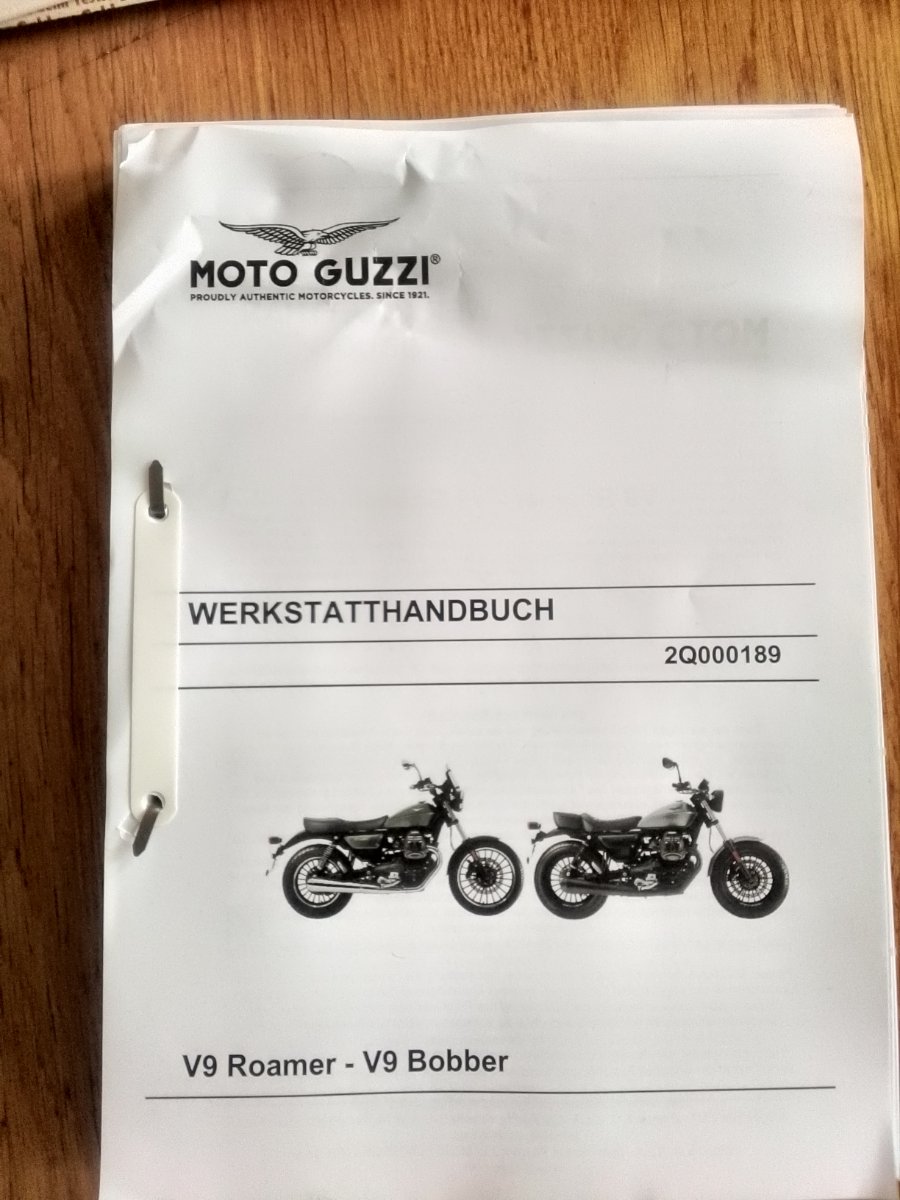 MOTO GUZZI®
PROUDLY AUTHENTIC MOTORCYCLES. SINCE 1921.
WERKSTATTHANDBUCH
2Q000189
V9 Roamer - V9 Bobber